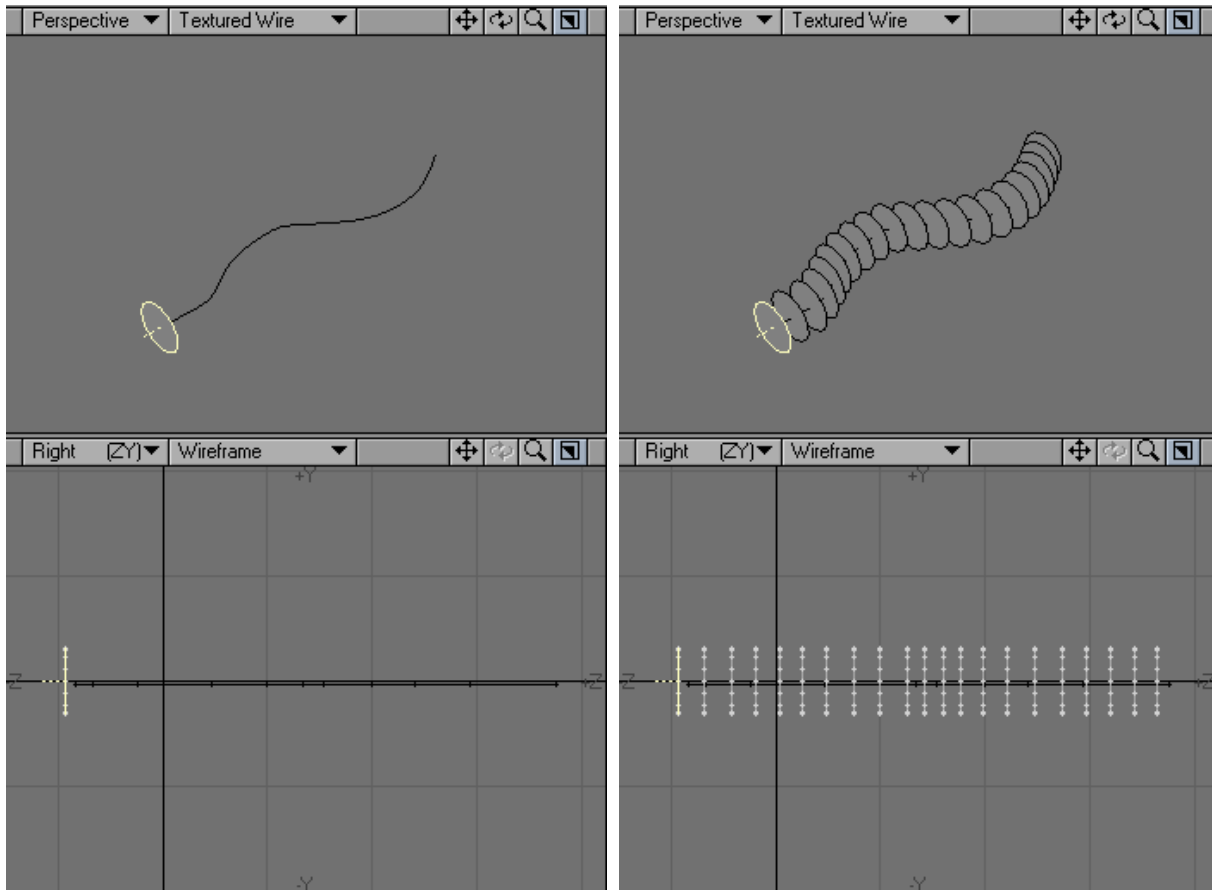 Perspective Textured Wire
Perspective Textured Wire
Right (ZY) Wireframe
Right (ZY) Wireframe
+Y
+Y
-Z +Z
-Z +Z
-Y
-Y